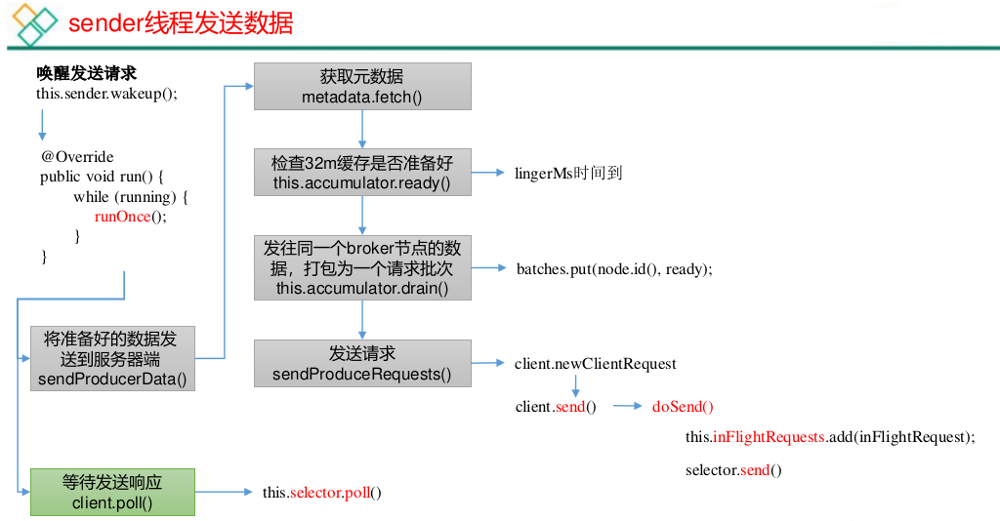 sender线程发送数据
唤醒发送请求
this.sender.wakeup();
@Override
public void run() {
while (running) {
runOnce();
}
}
将准备好的数据发
送到服务器端
sendProducerData()
等待发送响应
client.poll()
this.selector.poll()
获取元数据
metadata.fetch()
检查32m缓存是否准备好
this.accumulator.ready()
lingerMs时间到
发往同一个broker节点的数
据，打包为一个请求批次
this.accumulator.drain()
batches.put(node.id(), ready);
发送请求
sendProduceRequests()
client.newClientRequest
client.send()
doSend()
this.inFlightRequests.add(inFlightRequest);
selector.send()